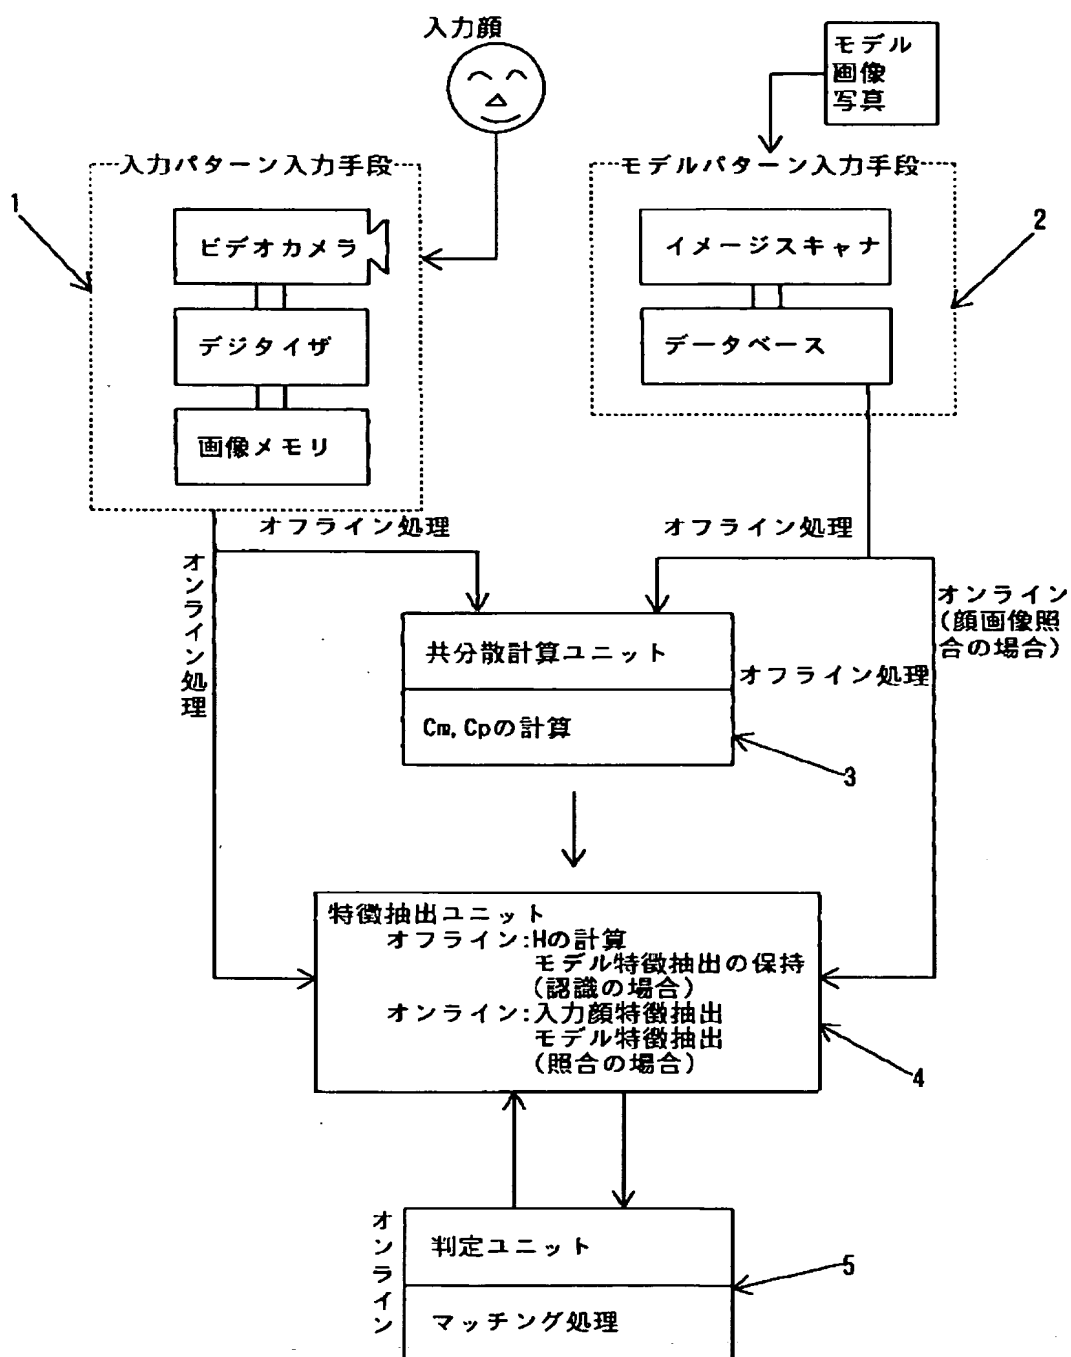 入力顔
モデル
画像
写真
入力パターン入力手段
モデルパターン入力手段
1
2
ビデオカメラ
イメージスキャナ
デジタイザ
データベース
画像メモリ
オフライン処理
オフライン処理
オンライン処理
オンライン
(顔画像照
合の場合)
共分散計算ユニット
オフライン処理
Cm,Cpの計算
3
特徴抽出ユニット
オフライン:Hの計算
モデル特徴抽出の保持
(認識の場合)
オンライン:入力顔特徴抽出
モデル特徴抽出
(照合の場合)
4
オンライン
判定ユニット
5
マッチング処理